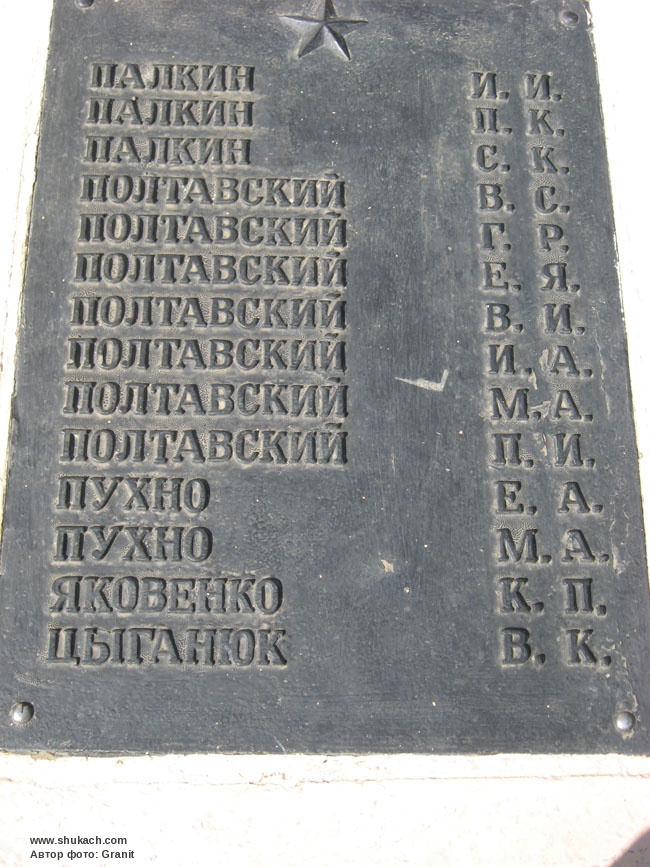 ПАЛКИН И. И.
ПАЛКИН П. К.
ПАЛКИН С. К.
ПОЛТАВСКИЙ В. С.
ПОЛТАВСКИЙ Г. Р.
ПОЛТАВСКИЙ Е. Я.
ПОЛТАВСКИЙ В. И.
ПОЛТАВСКИЙ И. А.
ПОЛТАВСКИЙ М. А.
ПОЛТАВСКИЙ П. И.
ПУХНО Е. А.
ПУХНО М. А.
ЯКОВЕНКО К. П.
ЦЫГАНЮК В. К.
www.shukach.com
Автор фото: Granit